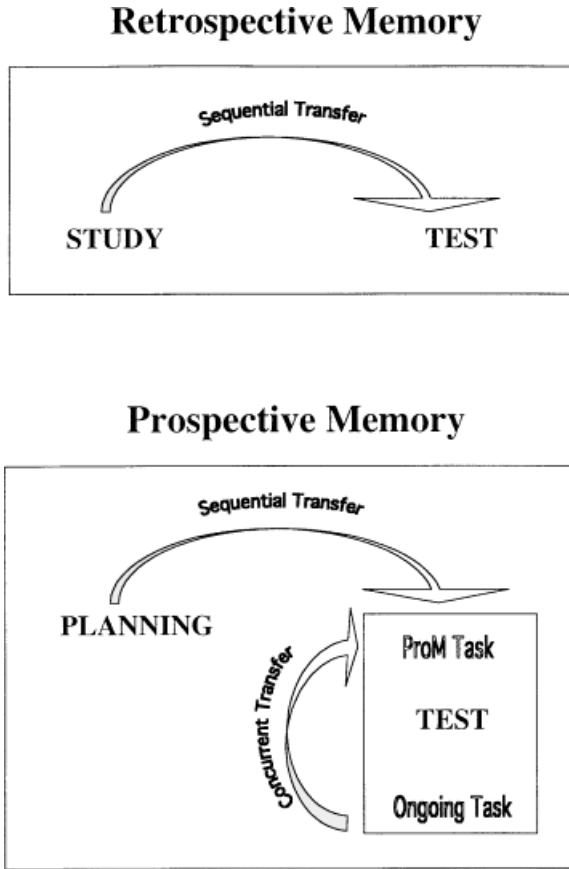 Retrospective Memory
Sequential Transfer
STUDY
TEST
Prospective Memory
Sequential Transfer
PLANNING
ProM Task
Concurrent Transfer
TEST
Ongoing Task